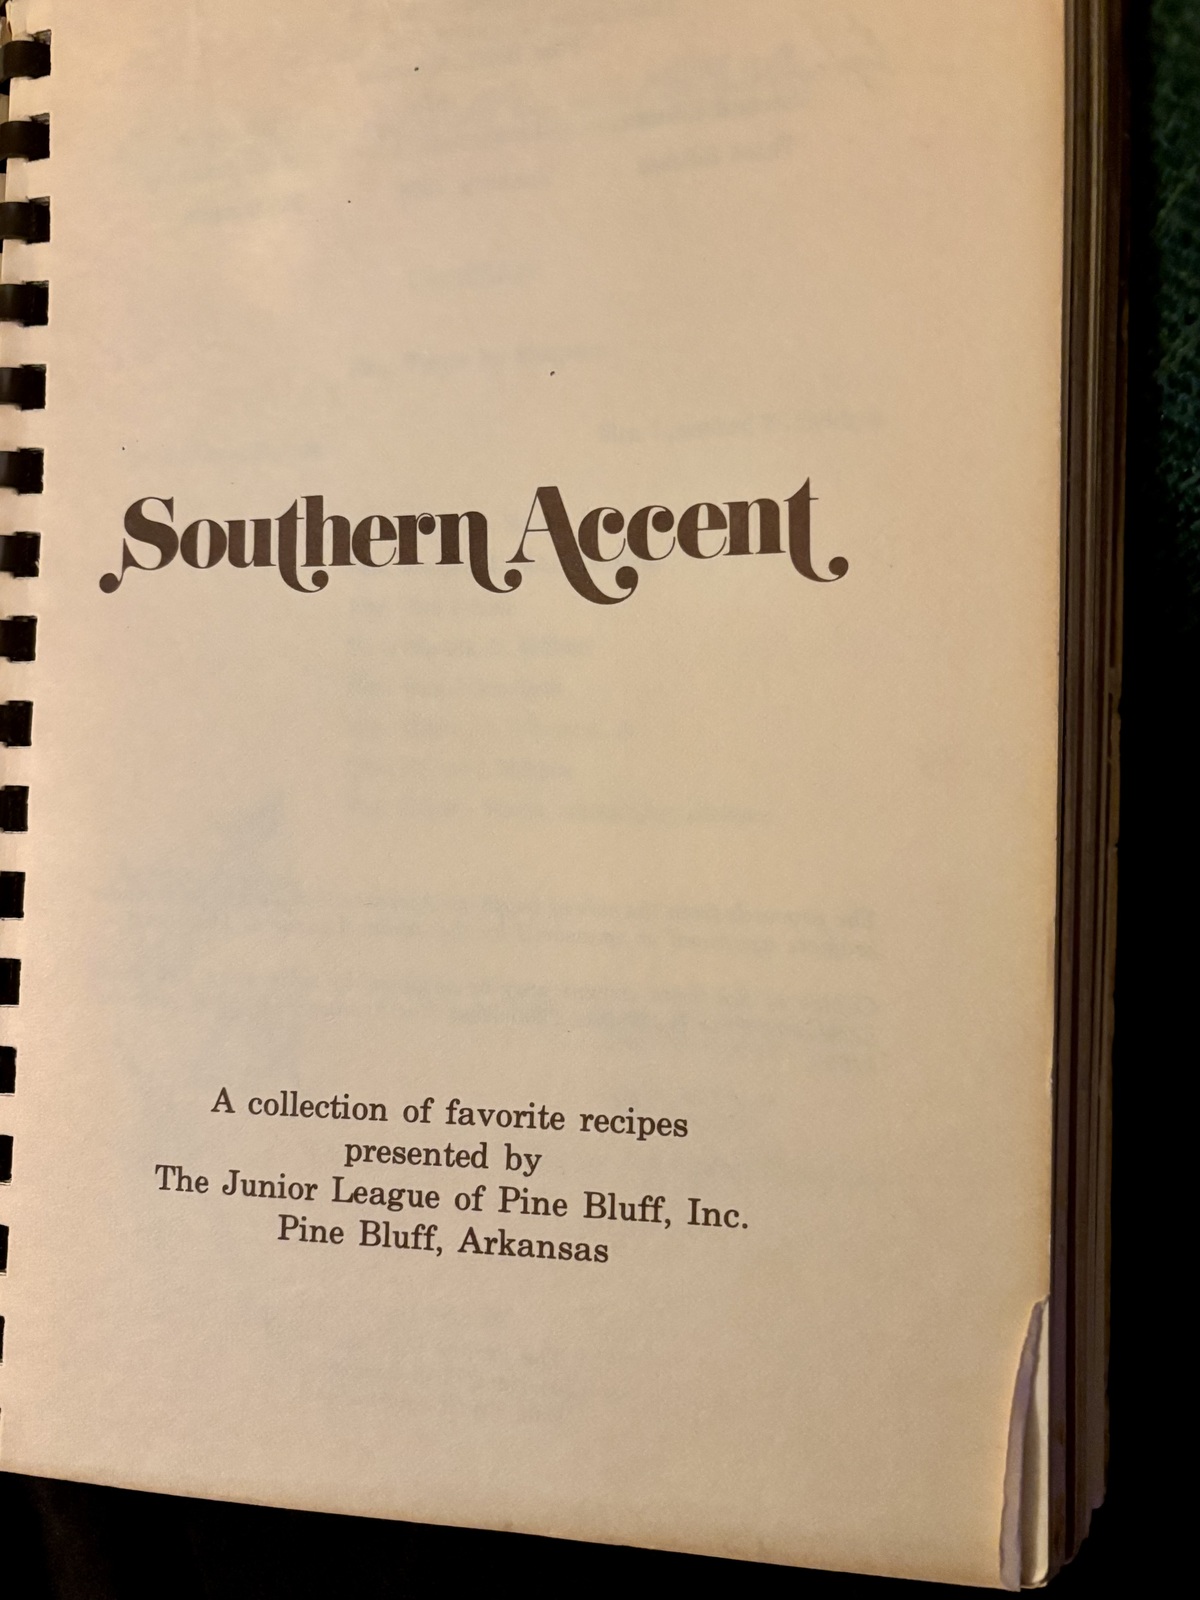 Southern Accent
A collection of favorite recipes
presented by
The Junior League of Pine Bluff, Inc.
Pine Bluff, Arkansas